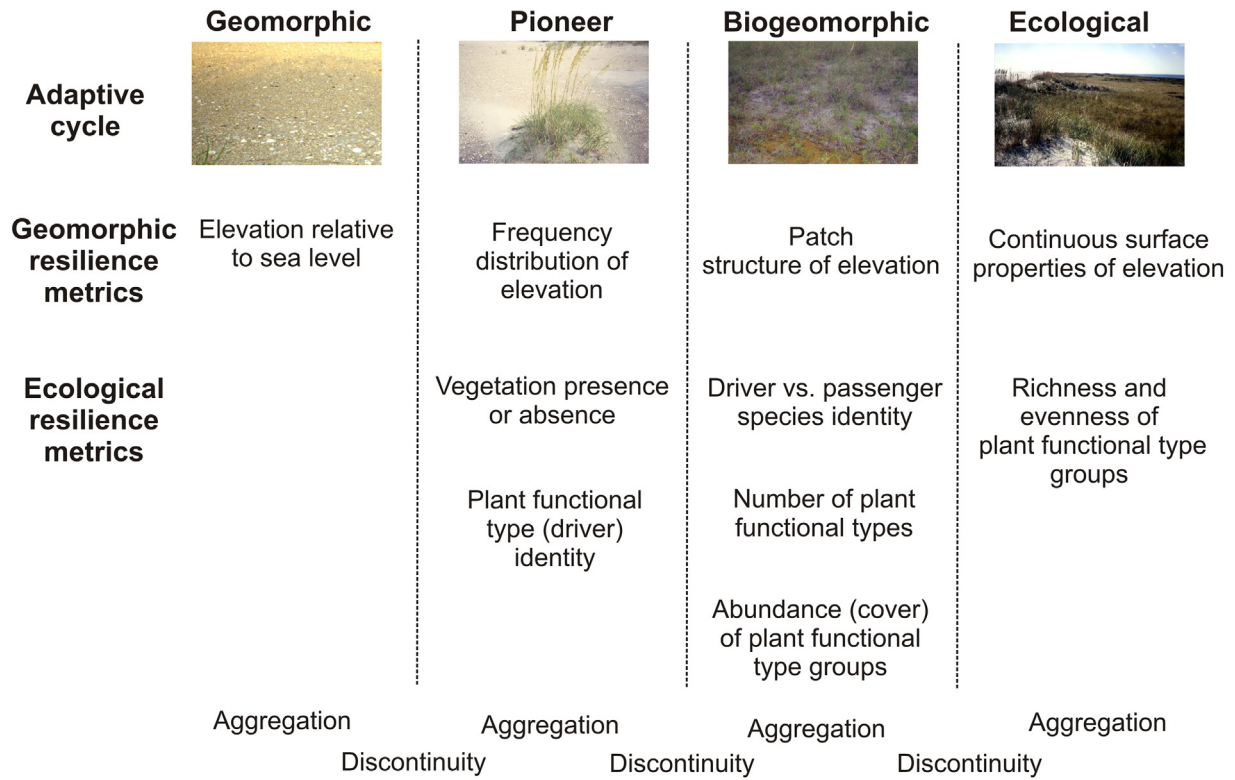 Geomorphic
Pioneer
Biogeomorphic
Ecological
Adaptive
cycle
Geomorphic
resilience
metrics
Elevation relative
to sea level
Frequency
distribution of
elevation
Patch
structure of elevation
Continuous surface
properties of elevation
Ecological
resilience
metrics
Vegetation presence
or absence
Plant functional
type (driver)
identity
Driver vs. passenger
species identity
Number of plant
functional types
Abundance (cover)
of plant functional
type groups
Richness and
evenness of
plant functional type
groups
Aggregation
Aggregation
Aggregation
Aggregation
Discontinuity
Discontinuity
Discontinuity